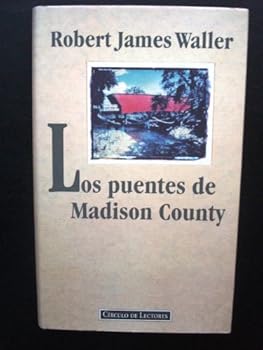 Robert James Waller
Los puentes de
Madison County
CÍRCULO DE LECTORES